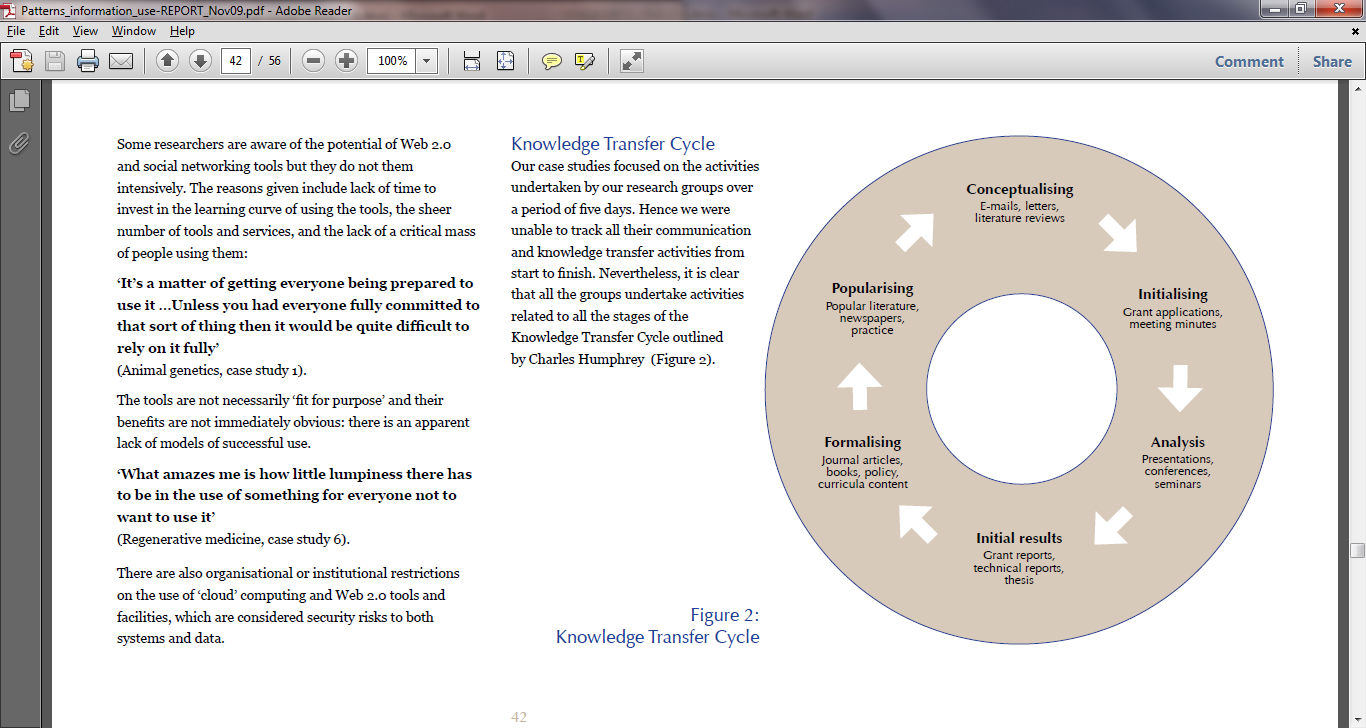 Patterns_information_use-REPORT_Nov09.pdf - Adobe Reader
File Edit View Window Help
42 / 56 100% Comment Share
Some researchers are aware of the potential of Web 2.0
and social networking tools but they do not them
intensively. The reasons given include lack of time to
invest in the learning curve of using the tools, the sheer
number of tools and services, and the lack of a critical mass
of people using them:
‘It’s a matter of getting everyone being prepared to
use it …Unless you had everyone fully committed to
that sort of thing then it would be quite difficult to
rely on it fully’
(Animal genetics, case study 1).
The tools are not necessarily ‘fit for purpose’ and their
benefits are not immediately obvious: there is an apparent
lack of models of successful use.
‘What amazes me is how little lumpiness there has
to be in the use of something for everyone not to
want to use it’
(Regenerative medicine, case study 6).
There are also organisational or institutional restrictions
on the use of ‘cloud’ computing and Web 2.0 tools and
facilities, which are considered security risks to both
systems and data.
Knowledge Transfer Cycle
Our case studies focused on the activities
undertaken by our research groups over
a period of five days. Hence we were
unable to track all their communication
and knowledge transfer activities from
start to finish. Nevertheless, it is clear
that all the groups undertake activities
related to all the stages of the
Knowledge Transfer Cycle outlined
by Charles Humphrey (Figure 2).
Figure 2:
Knowledge Transfer Cycle
Conceptualising
E-mails, letters,
literature reviews
Initialising
Grant applications,
meeting minutes
Analysis
Presentations,
conferences,
seminars
Initial results
Grant reports,
technical reports,
thesis
Formalising
Journal articles,
books, policy,
curricula content
Popularising
Popular literature,
newspapers,
practice
42